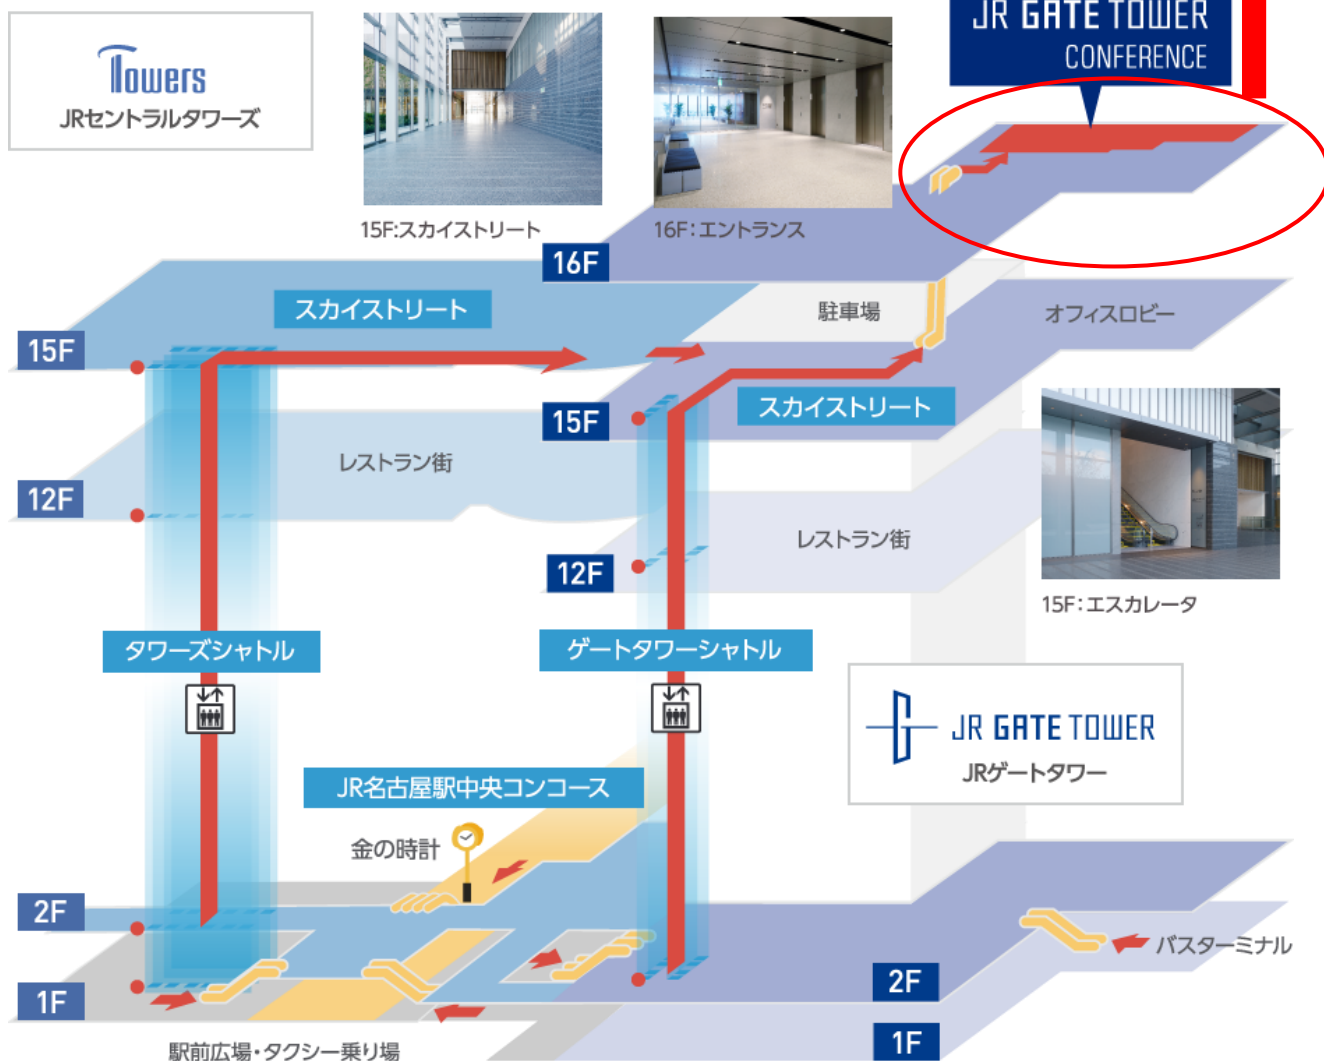 Towers
JRセントラルタワーズ
JR GATE TOWER
CONFERENCE
15F:スカイストリート
16F:エントランス
16F
スカイストリート
駐車場
オフィスロビー
15F
15F
スカイストリート
レストラン街
12F
レストラン街
12F
15F:エスカレータ
タワーズシャトル
ゲートタワーシャトル
JR GATE TOWER
JRゲートタワー
JR名古屋駅中央コンコース
金の時計
2F
バスターミナル
2F
1F
1F
駅前広場・タクシー乗り場